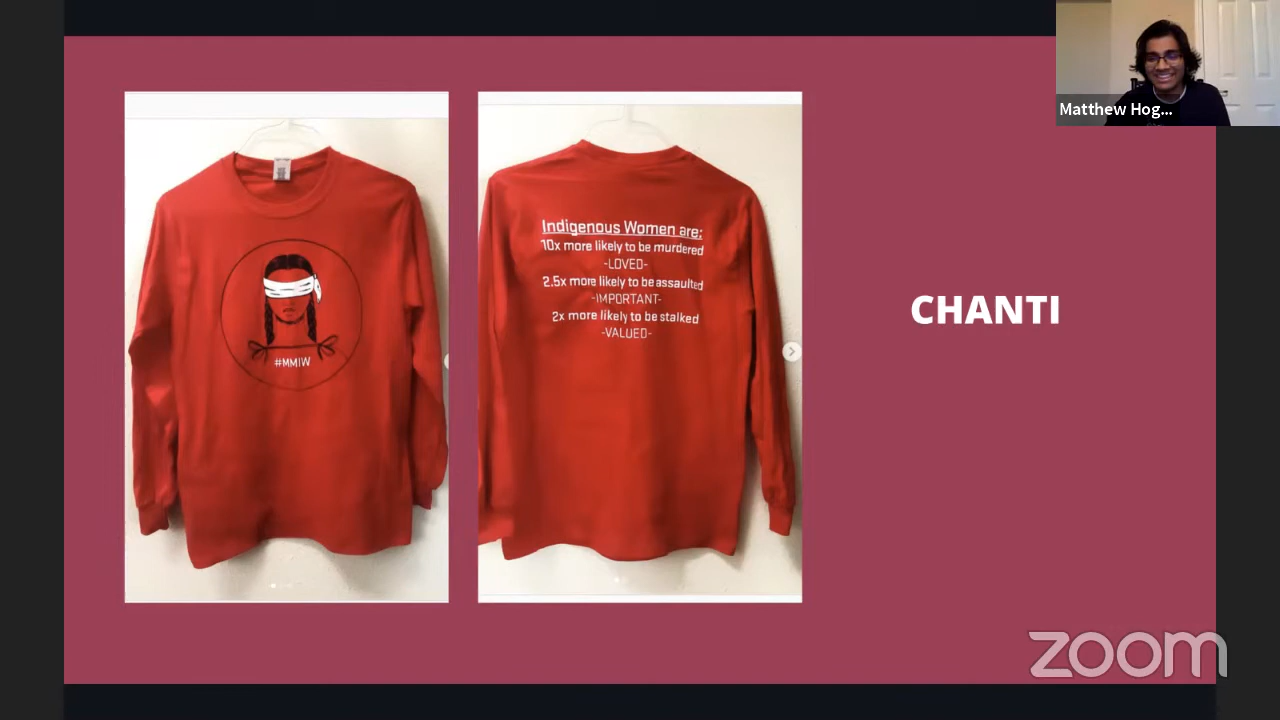 Matthew Hog...
#MMIW
Indigenous Women are:
10x more likely to be murdered
-LOVED-
2.5x more likely to be assaulted
-IMPORTANT-
2x more likely to be stalked
-VALUED-
CHANTI
zoom